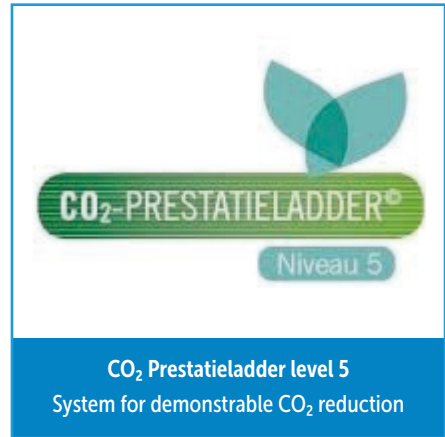 CO₂-PRESTATIELADDER©
Niveau 5
CO₂ Prestatieladder level 5
System for demonstrable CO₂ reduction